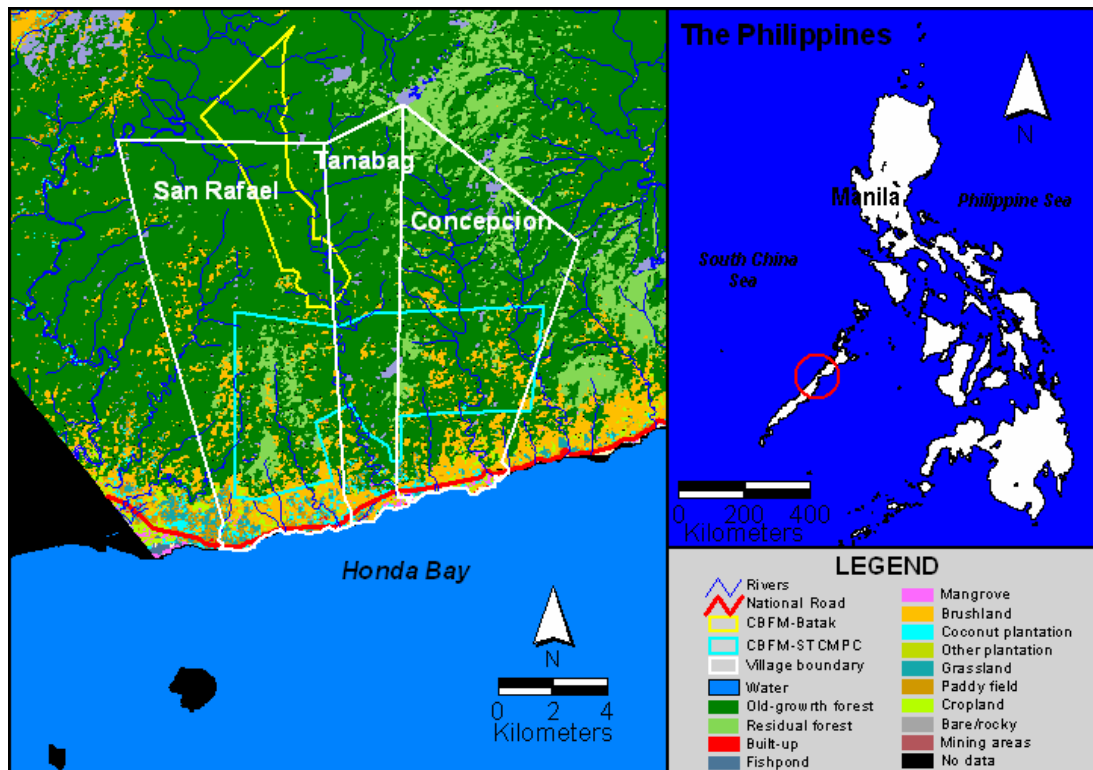 San Rafael
Tanabag
Concepcion
Honda Bay
N
0 2 4
Kilometers
The Philippines
N
Manila
Philippine Sea
South China
Sea
0 200 400
Kilometers
LEGEND
Rivers
National Road
CBFM-Batak
CBFM-STCMPC
Village boundary
Water
Old-growth forest
Residual forest
Built-up
Fishpond
Mangrove
Brushland
Coconut plantation
Other plantation
Grassland
Paddy field
Cropland
Bare/rocky
Mining areas
No data